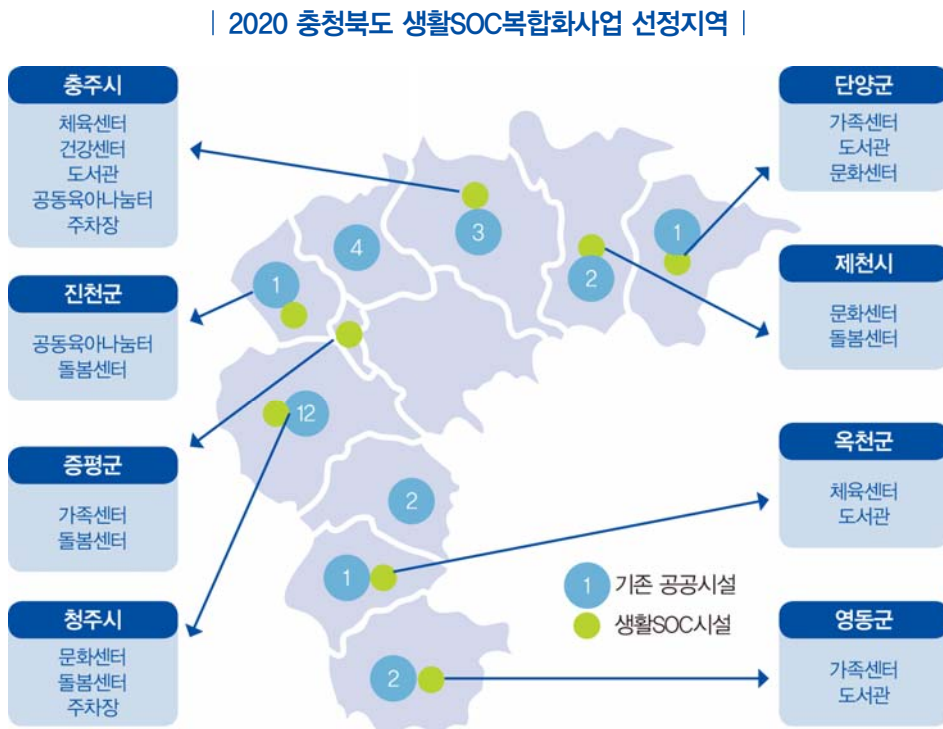 | 2020 충청북도 생활SOC복합화사업 선정지역 |
충주시
체육센터
건강센터
도서관
공동육아나눔터
주차장
진천군
공동육아나눔터
돌봄센터
증평군
가족센터
돌봄센터
청주시
문화센터
돌봄센터
주차장
3
4
1
2
1
12
2
1
2
1 기존 공공시설
생활SOC시설
단양군
가족센터
도서관
문화센터
제천시
문화센터
돌봄센터
옥천군
체육센터
도서관
영동군
가족센터
도서관